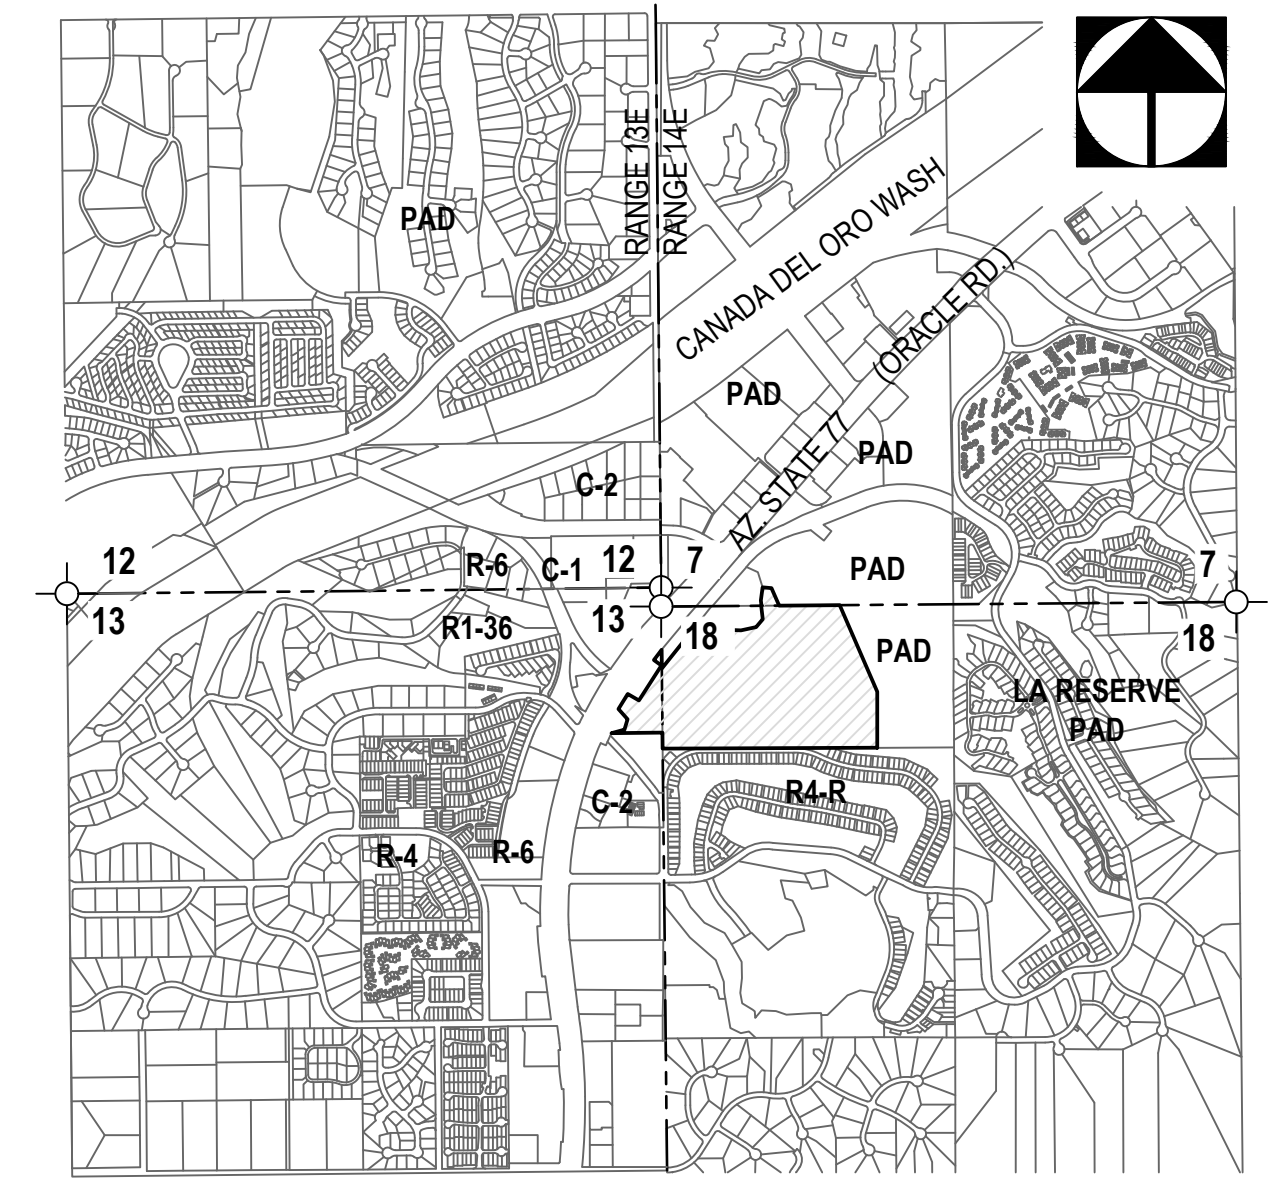 RANGE 13E
RANGE 14E
CANADA DEL ORO WASH
PAD
(ORACLE RD.)
PAD
AZ. STATE 77
PAD
C-2
12
R-6
C-1
12
7
PAD
7
13
R1-36
13
18
PAD
18
LA RESERVE
PAD
C-2
R4-R
R-4
R-6